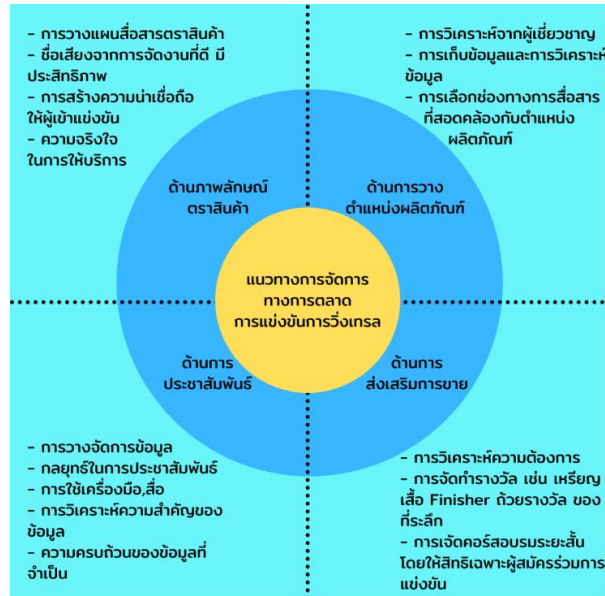 - การวางแผนสื่อสารตราสินค้า
- ชื่อเสียงจากการจัดงานที่ดี มี
ประสิทธิภาพ
- การสร้างความน่าเชื่อถือ
ให้ผู้เข้าแข่งขัน
- ความจริงใจ
ในการให้บริการ
- การวิเคราะห์จากผู้เชี่ยวชาญ
- การเก็บข้อมูลและการวิเคราะห์
ข้อมูล
- การเลือกช่องทางการสื่อสาร
ที่สอดคล้องกับตำแหน่ง
ผลิตภัณฑ์
ด้านภาพลักษณ์
ตราสินค้า
ด้านการวาง
ตำแหน่งผลิตภัณฑ์
แนวทางการจัดการ
ทางการตลาด
การแข่งขันการวิ่งเทรล
ด้านการ
ประชาสัมพันธ์
ด้านการ
ส่งเสริมการขาย
- การวางจัดการข้อมูล
- กลยุทธ์ในการประชาสัมพันธ์
- การใช้เครื่องมือ,สื่อ
- การวิเคราะห์ความสำคัญของ
ข้อมูล
- ความครบถ้วนของข้อมูลที่
จำเป็น
- การวิเคราะห์ความต้องการ
- การจัดทำรางวัล เช่น เหรียญ
เสื้อ Finisher ถ้วยรางวัล ของ
ที่ระลึก
- การเจัดคอร์สอบรมระยะสั้น
โดยให้สิทธิเฉพาะผู้สมัครร่วมการ
แข่งขัน